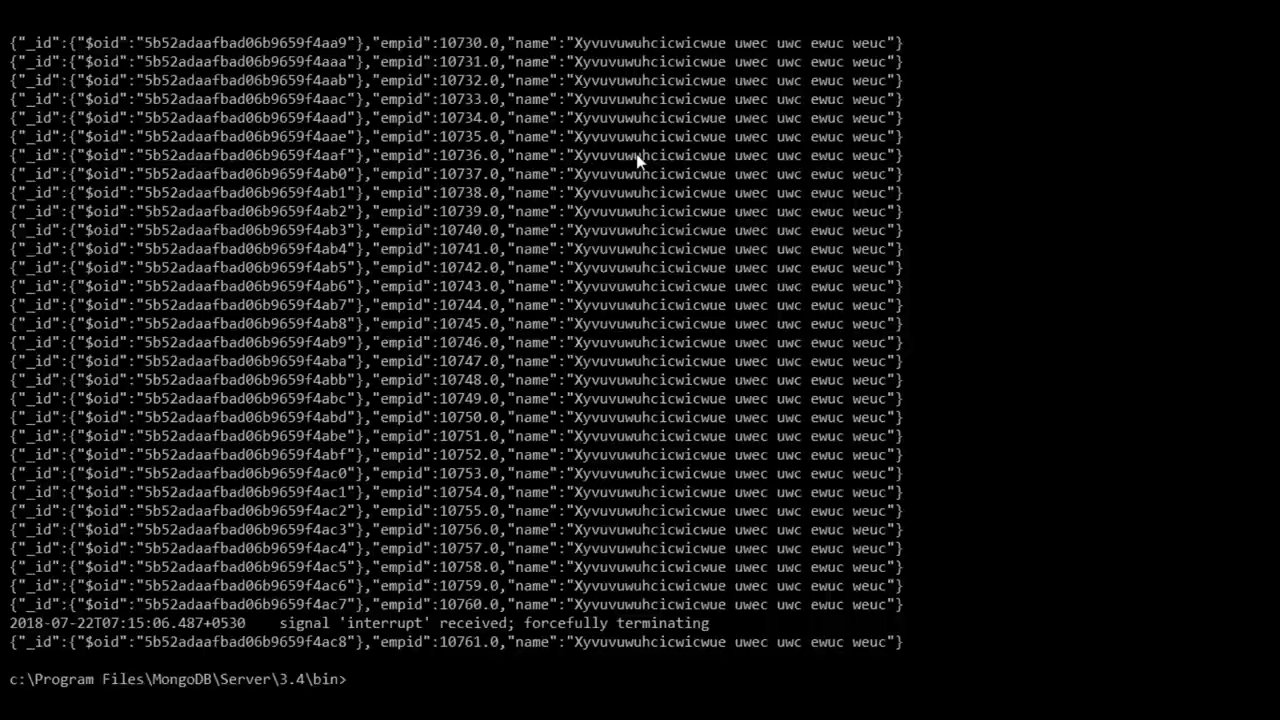 {"_id":{"$oid":"5b52adaafbad06b9659f4aa9"},"empid":10730.0,"name":"Xyvuvuwuhcicwicwue uwec uwc ewuc weuc"}
{"_id":{"$oid":"5b52adaafbad06b9659f4aaa"},"empid":10731.0,"name":"Xyvuvuwuhcicwicwue uwec uwc ewuc weuc"}
{"_id":{"$oid":"5b52adaafbad06b9659f4aab"},"empid":10732.0,"name":"Xyvuvuwuhcicwicwue uwec uwc ewuc weuc"}
{"_id":{"$oid":"5b52adaafbad06b9659f4aac"},"empid":10733.0,"name":"Xyvuvuwuhcicwicwue uwec uwc ewuc weuc"}
{"_id":{"$oid":"5b52adaafbad06b9659f4aad"},"empid":10734.0,"name":"Xyvuvuwuhcicwicwue uwec uwc ewuc weuc"}
{"_id":{"$oid":"5b52adaafbad06b9659f4aae"},"empid":10735.0,"name":"Xyvuvuwuhcicwicwue uwec uwc ewuc weuc"}
{"_id":{"$oid":"5b52adaafbad06b9659f4aaf"},"empid":10736.0,"name":"Xyvuvuwuhcicwicwue uwec uwc ewuc weuc"}
{"_id":{"$oid":"5b52adaafbad06b9659f4ab0"},"empid":10737.0,"name":"Xyvuvuwuhcicwicwue uwec uwc ewuc weuc"}
{"_id":{"$oid":"5b52adaafbad06b9659f4ab1"},"empid":10738.0,"name":"Xyvuvuwuhcicwicwue uwec uwc ewuc weuc"}
{"_id":{"$oid":"5b52adaafbad06b9659f4ab2"},"empid":10739.0,"name":"Xyvuvuwuhcicwicwue uwec uwc ewuc weuc"}
{"_id":{"$oid":"5b52adaafbad06b9659f4ab3"},"empid":10740.0,"name":"Xyvuvuwuhcicwicwue uwec uwc ewuc weuc"}
{"_id":{"$oid":"5b52adaafbad06b9659f4ab4"},"empid":10741.0,"name":"Xyvuvuwuhcicwicwue uwec uwc ewuc weuc"}
{"_id":{"$oid":"5b52adaafbad06b9659f4ab5"},"empid":10742.0,"name":"Xyvuvuwuhcicwicwue uwec uwc ewuc weuc"}
{"_id":{"$oid":"5b52adaafbad06b9659f4ab6"},"empid":10743.0,"name":"Xyvuvuwuhcicwicwue uwec uwc ewuc weuc"}
{"_id":{"$oid":"5b52adaafbad06b9659f4ab7"},"empid":10744.0,"name":"Xyvuvuwuhcicwicwue uwec uwc ewuc weuc"}
{"_id":{"$oid":"5b52adaafbad06b9659f4ab8"},"empid":10745.0,"name":"Xyvuvuwuhcicwicwue uwec uwc ewuc weuc"}
{"_id":{"$oid":"5b52adaafbad06b9659f4ab9"},"empid":10746.0,"name":"Xyvuvuwuhcicwicwue uwec uwc ewuc weuc"}
{"_id":{"$oid":"5b52adaafbad06b9659f4aba"},"empid":10747.0,"name":"Xyvuvuwuhcicwicwue uwec uwc ewuc weuc"}
{"_id":{"$oid":"5b52adaafbad06b9659f4abb"},"empid":10748.0,"name":"Xyvuvuwuhcicwicwue uwec uwc ewuc weuc"}
{"_id":{"$oid":"5b52adaafbad06b9659f4abc"},"empid":10749.0,"name":"Xyvuvuwuhcicwicwue uwec uwc ewuc weuc"}
{"_id":{"$oid":"5b52adaafbad06b9659f4abd"},"empid":10750.0,"name":"Xyvuvuwuhcicwicwue uwec uwc ewuc weuc"}
{"_id":{"$oid":"5b52adaafbad06b9659f4abe"},"empid":10751.0,"name":"Xyvuvuwuhcicwicwue uwec uwc ewuc weuc"}
{"_id":{"$oid":"5b52adaafbad06b9659f4abf"},"empid":10752.0,"name":"Xyvuvuwuhcicwicwue uwec uwc ewuc weuc"}
{"_id":{"$oid":"5b52adaafbad06b9659f4ac0"},"empid":10753.0,"name":"Xyvuvuwuhcicwicwue uwec uwc ewuc weuc"}
{"_id":{"$oid":"5b52adaafbad06b9659f4ac1"},"empid":10754.0,"name":"Xyvuvuwuhcicwicwue uwec uwc ewuc weuc"}
{"_id":{"$oid":"5b52adaafbad06b9659f4ac2"},"empid":10755.0,"name":"Xyvuvuwuhcicwicwue uwec uwc ewuc weuc"}
{"_id":{"$oid":"5b52adaafbad06b9659f4ac3"},"empid":10756.0,"name":"Xyvuvuwuhcicwicwue uwec uwc ewuc weuc"}
{"_id":{"$oid":"5b52adaafbad06b9659f4ac4"},"empid":10757.0,"name":"Xyvuvuwuhcicwicwue uwec uwc ewuc weuc"}
{"_id":{"$oid":"5b52adaafbad06b9659f4ac5"},"empid":10758.0,"name":"Xyvuvuwuhcicwicwue uwec uwc ewuc weuc"}
{"_id":{"$oid":"5b52adaafbad06b9659f4ac6"},"empid":10759.0,"name":"Xyvuvuwuhcicwicwue uwec uwc ewuc weuc"}
{"_id":{"$oid":"5b52adaafbad06b9659f4ac7"},"empid":10760.0,"name":"Xyvuvuwuhcicwicwue uwec uwc ewuc weuc"}
2018-07-22T07:15:06.487+0530    signal 'interrupt' received; forcefully terminating
{"_id":{"$oid":"5b52adaafbad06b9659f4ac8"},"empid":10761.0,"name":"Xyvuvuwuhcicwicwue uwec uwc ewuc weuc"}
c:\Program Files\MongoDB\Server\3.4\bin>